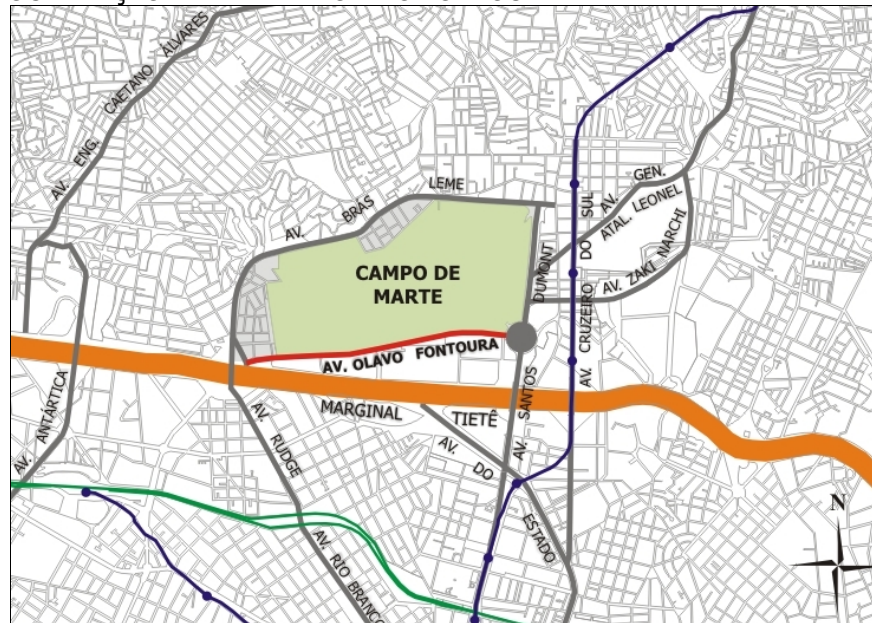 AV. ENG. CAETANO ÁLVARES
AV. BRAS LEME
AV. GEN. ATAL. LEONEL
AV. ZAKI NARCHI
CAMPO DE
MARTE
AV. SANTOS DUMONT
AV. CRUZEIRO DO SUL
AV. OLAVO FONTOURA
MARGINAL TIETÊ
AV. ANTÁRTICA
AV. RUDGE
AV. DO ESTADO
AV. RIO BRANCO
N